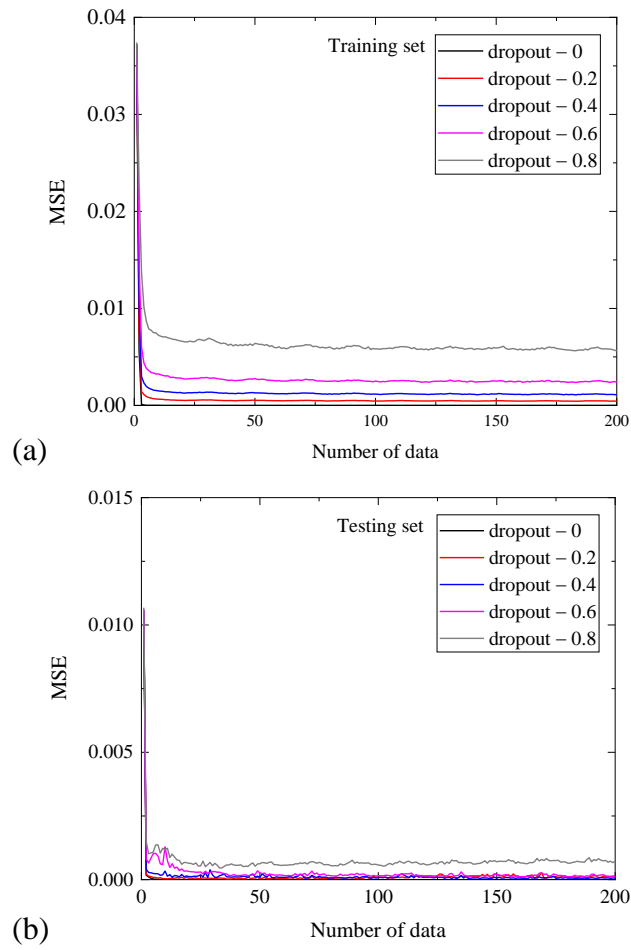 0.04
Training set
dropout – 0
dropout – 0.2
dropout – 0.4
dropout – 0.6
dropout – 0.8
0.03
0.02
0.01
0.00
MSE
0 50 100 150 200
Number of data
(a)
0.015
Testing set
dropout – 0
dropout – 0.2
dropout – 0.4
dropout – 0.6
dropout – 0.8
0.010
0.005
0.000
MSE
0 50 100 150 200
Number of data
(b)